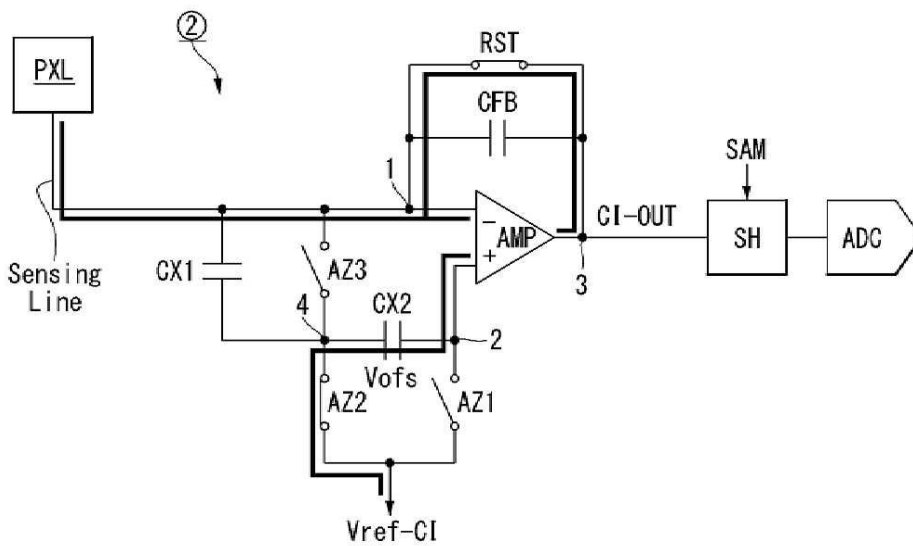 ②
PXL
RST
CFB
1
SAM
−
AMP
+
CI-OUT
SH
ADC
Sensing
Line
CX1
AZ3
CX2
3
4
2
Vofs
AZ2
AZ1
Vref-CI